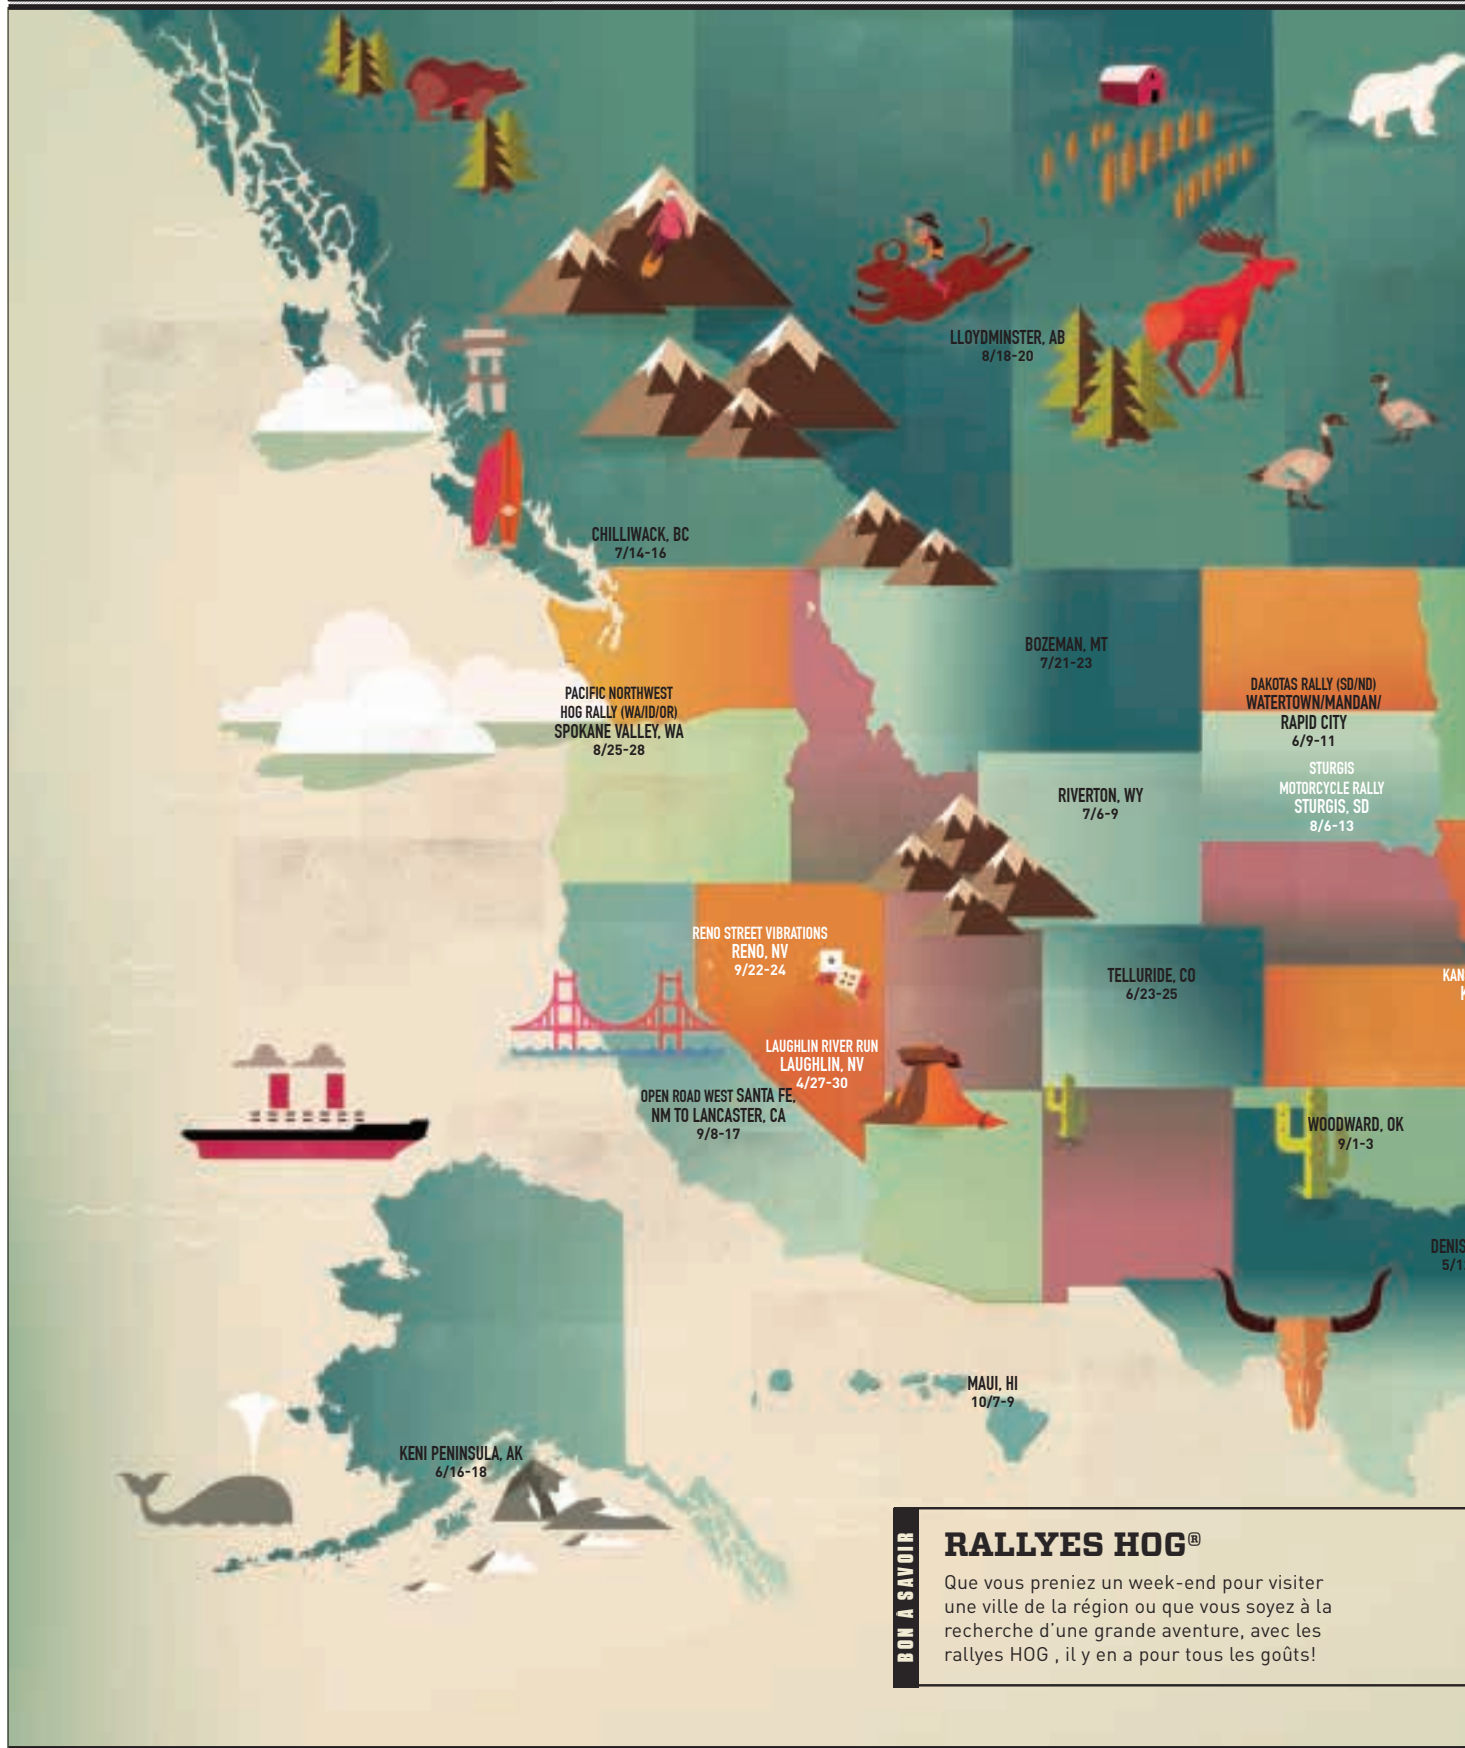 LLOYDMINSTER, AB
8/18-20
CHILLIWACK, BC
7/14-16
BOZEMAN, MT
7/21-23
PACIFIC NORTHWEST
HOG RALLY (WA/ID/OR)
SPOKANE VALLEY, WA
8/25-28
DAKOTAS RALLY (SD/ND)
WATERTOWN/MANDAN/
RAPID CITY
6/9-11
STURGIS
MOTORCYCLE RALLY
STURGIS, SD
8/6-13
RIVERTON, WY
7/6-9
RENO STREET VIBRATIONS
RENO, NV
9/22-24
TELLURIDE, CO
6/23-25
KAN
K
LAUGHLIN RIVER RUN
LAUGHLIN, NV
4/27-30
OPEN ROAD WEST SANTA FE,
NM TO LANCASTER, CA
9/8-17
WOODWARD, OK
9/1-3
DENIS
5/1
MAUI, HI
10/7-9
KENI PENINSULA, AK
6/16-18
BON À SAVOIR
RALLYES HOG®
Que vous preniez un week-end pour visiter
une ville de la région ou que vous soyez à la
recherche d'une grande aventure, avec les
rallyes HOG , il y en a pour tous les goûts!